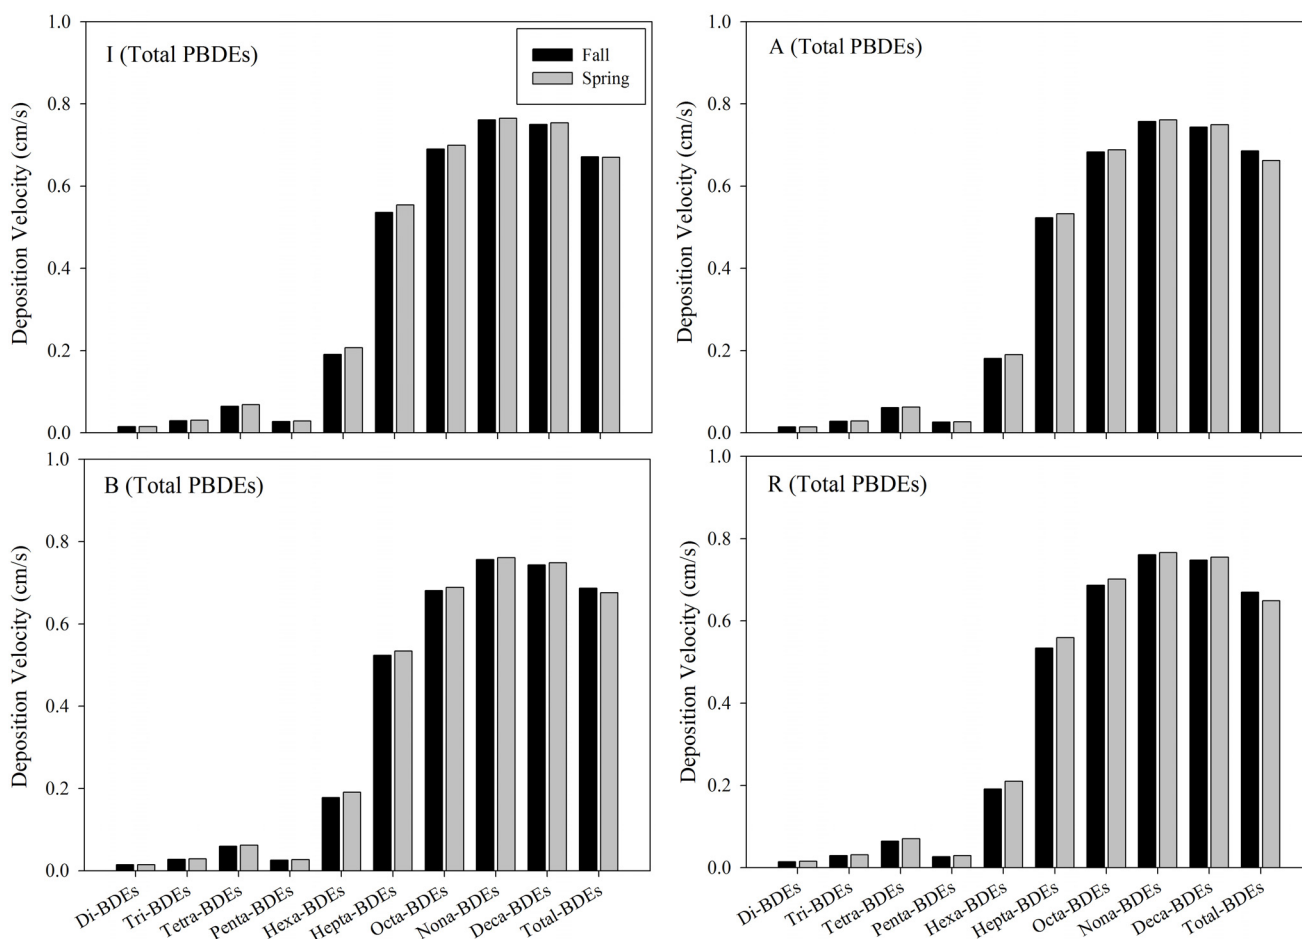 I (Total PBDEs)
Fall
Spring
Deposition Velocity (cm/s)
1.0
0.8
0.6
0.4
0.2
0.0
A (Total PBDEs)
Deposition Velocity (cm/s)
1.0
0.8
0.6
0.4
0.2
0.0
B (Total PBDEs)
Deposition Velocity (cm/s)
1.0
0.8
0.6
0.4
0.2
0.0
Di-BDEs
Tri-BDEs
Tetra-BDEs
Penta-BDEs
Hexa-BDEs
Hepta-BDEs
Octa-BDEs
Nona-BDEs
Deca-BDEs
Total-BDEs
R (Total PBDEs)
Deposition Velocity (cm/s)
1.0
0.8
0.6
0.4
0.2
0.0
Di-BDEs
Tri-BDEs
Tetra-BDEs
Penta-BDEs
Hexa-BDEs
Hepta-BDEs
Octa-BDEs
Nona-BDEs
Deca-BDEs
Total-BDEs